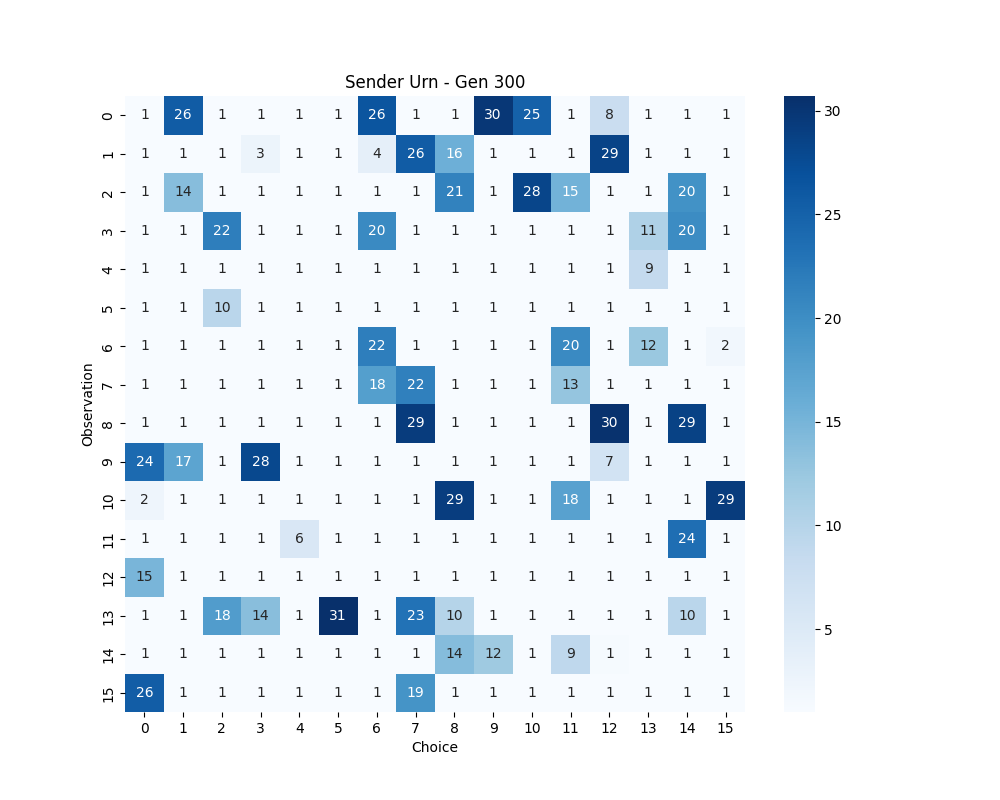 Sender Urn - Gen 300
0 1 26 1 1 1 1 26 1 1 30 25 1 8 1 1 1
1 1 1 1 3 1 1 4 26 16 1 1 1 29 1 1 1
2 1 14 1 1 1 1 1 1 21 1 28 15 1 1 20 1
3 1 1 22 1 1 1 20 1 1 1 1 1 1 11 20 1
4 1 1 1 1 1 1 1 1 1 1 1 1 1 9 1 1
5 1 1 10 1 1 1 1 1 1 1 1 1 1 1 1 1
6 1 1 1 1 1 1 22 1 1 1 1 20 1 12 1 2
7 1 1 1 1 1 1 18 22 1 1 1 13 1 1 1 1
8 1 1 1 1 1 1 1 29 1 1 1 1 30 1 29 1
9 24 17 1 28 1 1 1 1 1 1 1 1 7 1 1 1
10 2 1 1 1 1 1 1 1 29 1 1 18 1 1 1 29
11 1 1 1 1 6 1 1 1 1 1 1 1 1 1 24 1
12 15 1 1 1 1 1 1 1 1 1 1 1 1 1 1 1
13 1 1 18 14 1 31 1 23 10 1 1 1 1 1 10 1
14 1 1 1 1 1 1 1 1 14 12 1 9 1 1 1 1
15 26 1 1 1 1 1 1 19 1 1 1 1 1 1 1 1
0 1 2 3 4 5 6 7 8 9 10 11 12 13 14 15
Choice
Observation
30
25
20
15
10
5